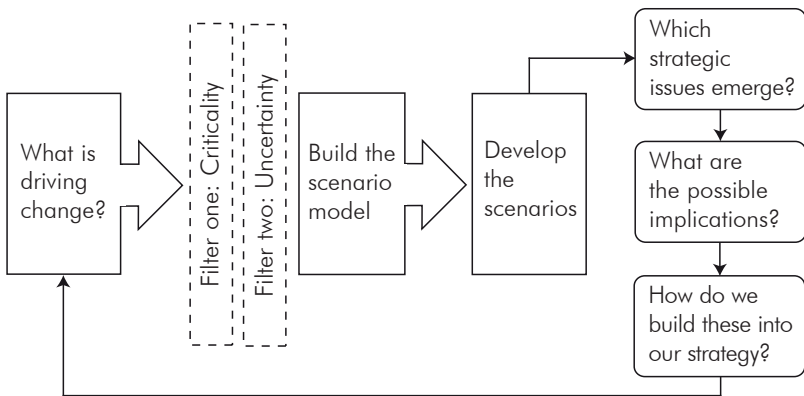 What is
driving
change?
Filter one: Criticality
Filter two: Uncertainty
Build the
scenario
model
Develop
the
scenarios
Which
strategic
issues emerge?
What are
the possible
implications?
How do we
build these into
our strategy?